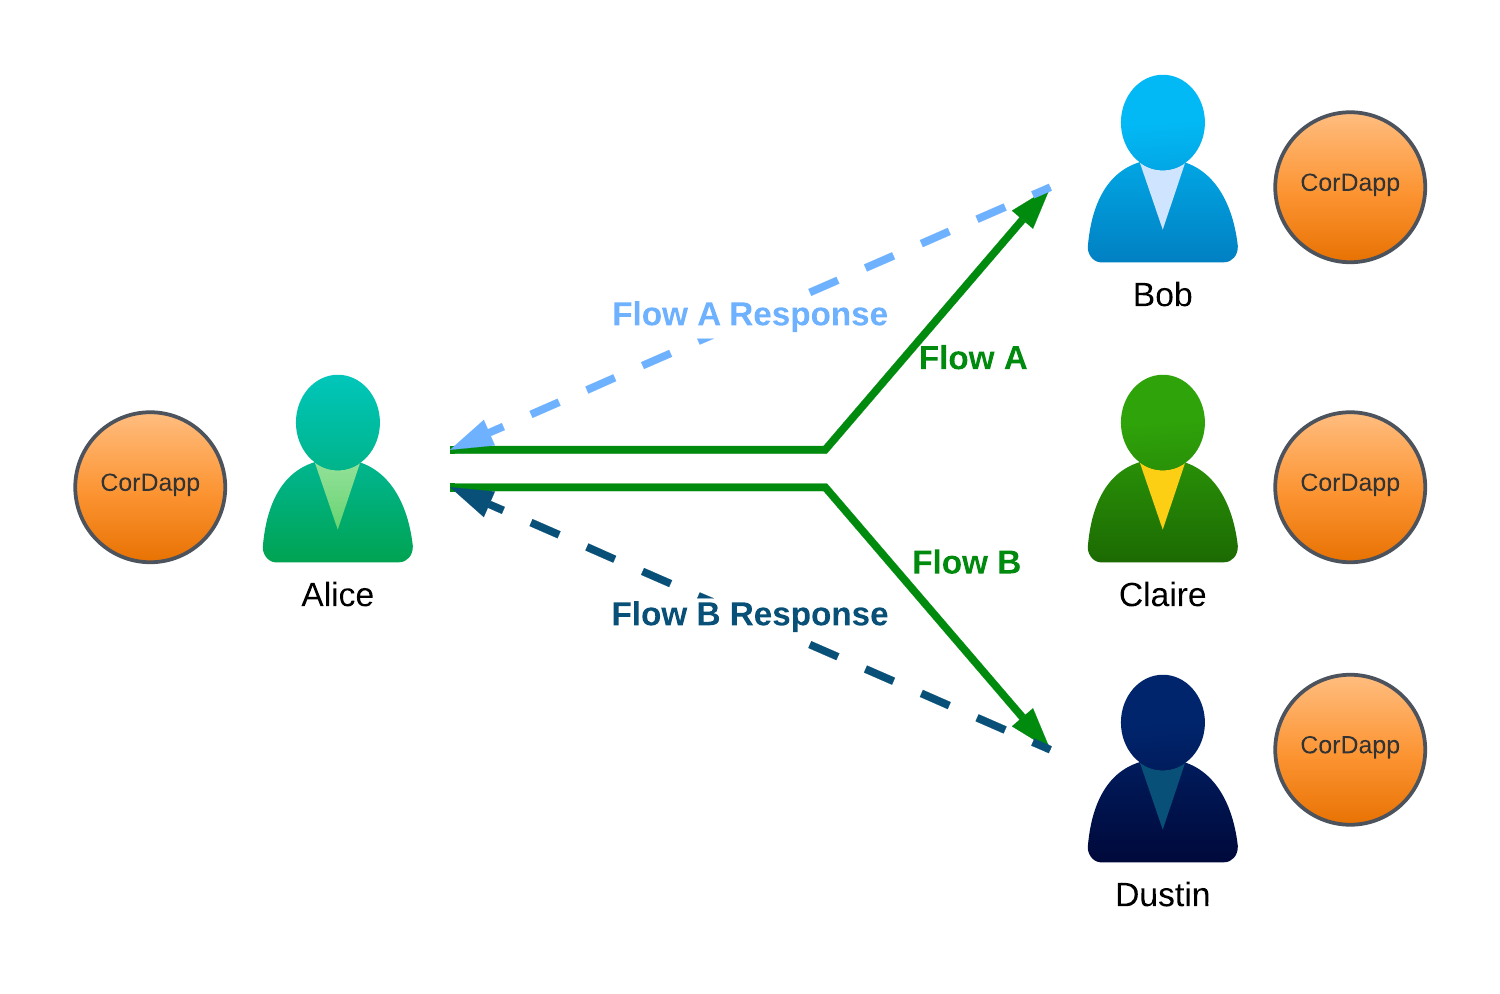 CorDapp
Bob
Flow A Response
Flow A
CorDapp
Alice
CorDapp
Claire
Flow B
Flow B Response
CorDapp
Dustin